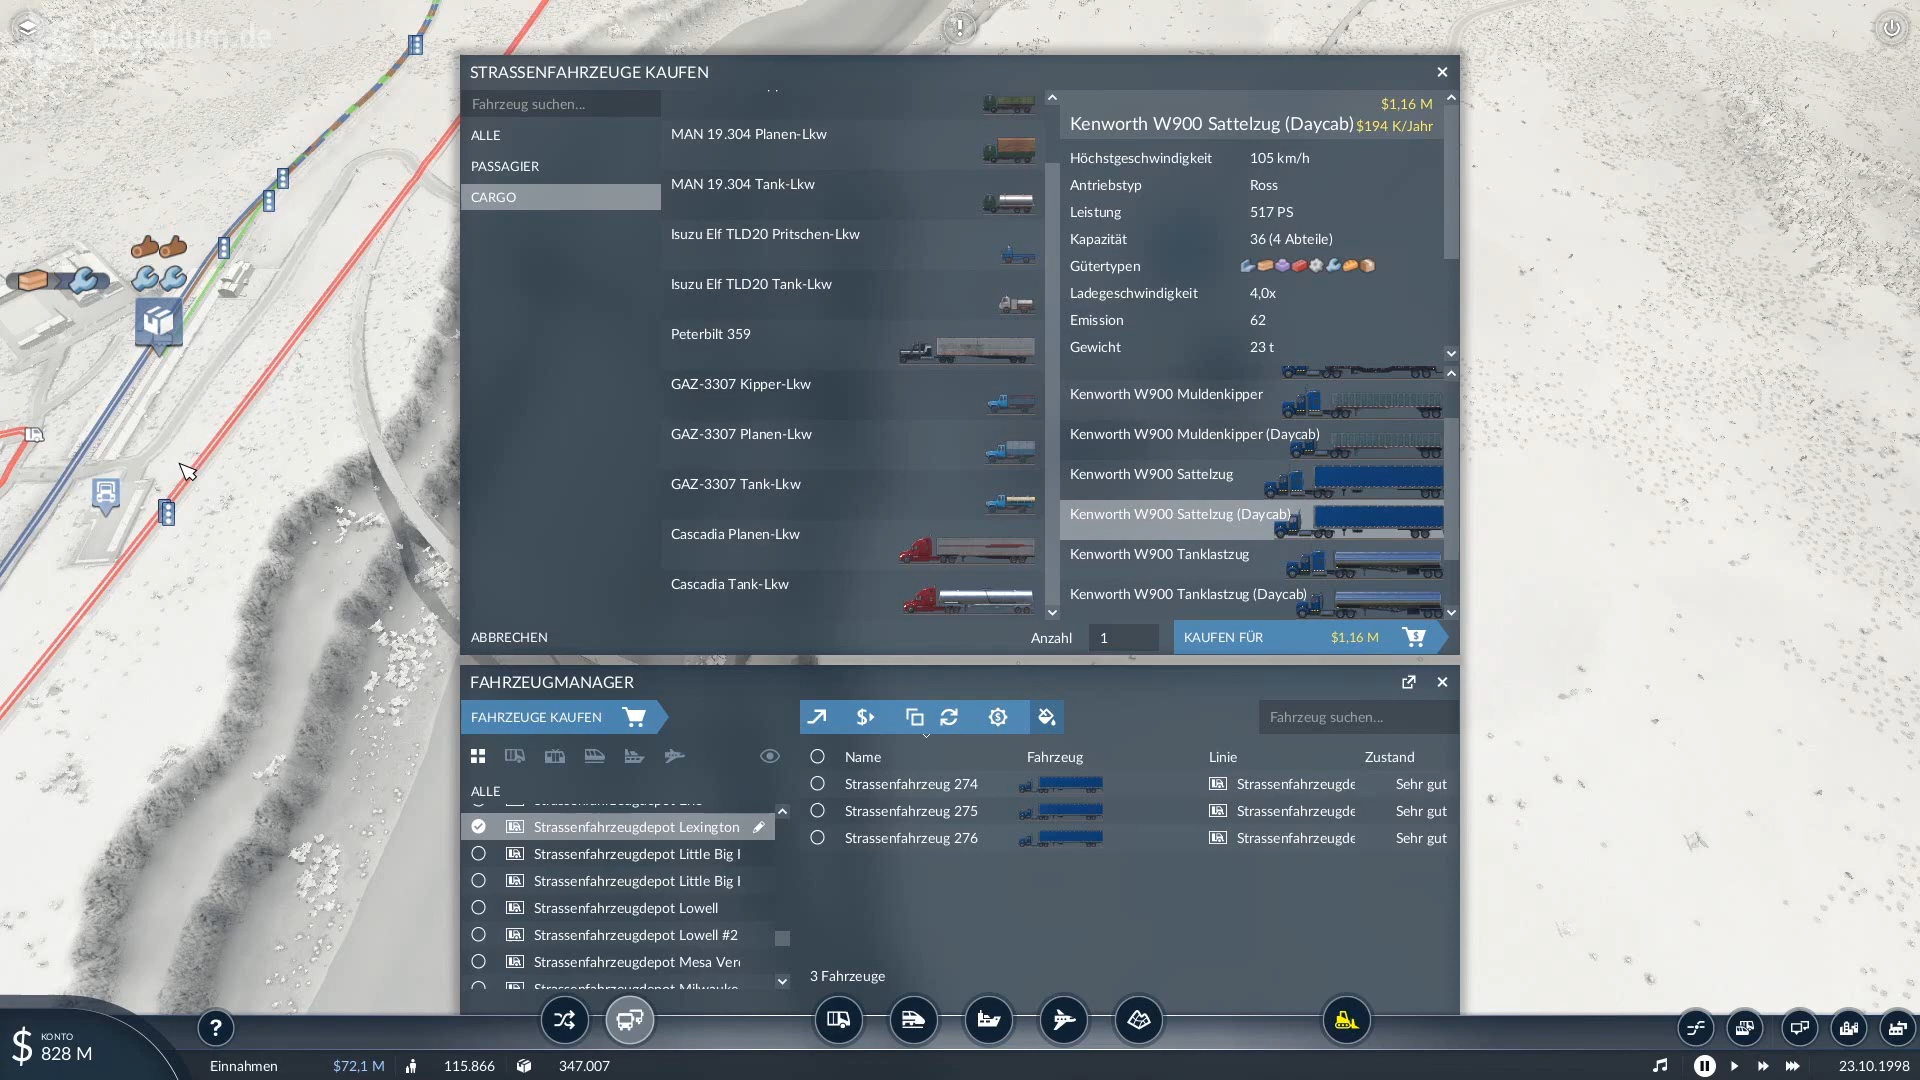 plejadium.de
STRASSENFAHRZEUGE KAUFEN
Fahrzeug suchen...
ALLE
PASSAGIER
CARGO
MAN 19.304 Planen-Lkw
MAN 19.304 Tank-Lkw
Isuzu Elf TLD20 Pritschen-Lkw
Isuzu Elf TLD20 Tank-Lkw
Peterbilt 359
GAZ-3307 Kipper-Lkw
GAZ-3307 Planen-Lkw
GAZ-3307 Tank-Lkw
Cascadia Planen-Lkw
Cascadia Tank-Lkw
$1,16 M
Kenworth W900 Sattelzug (Daycab) $194 K/Jahr
Höchstgeschwindigkeit 105 km/h
Antriebstyp Ross
Leistung 517 PS
Kapazität 36 (4 Abteile)
Gütertypen
Ladegeschwindigkeit 4,0x
Emission 62
Gewicht 23 t
Kenworth W900 Muldenkipper
Kenworth W900 Muldenkipper (Daycab)
Kenworth W900 Sattelzug
Kenworth W900 Sattelzug (Daycab)
Kenworth W900 Tanklastzug
Kenworth W900 Tanklastzug (Daycab)
ABBRECHEN Anzahl 1 KAUFEN FÜR $1,16 M
FAHRZEUGMANAGER
FAHRZEUGE KAUFEN
Fahrzeug suchen...
ALLE
Strassenfahrzeugdepot Lexington
Strassenfahrzeugdepot Little Big
Strassenfahrzeugdepot Little Big
Strassenfahrzeugdepot Lowell
Strassenfahrzeugdepot Lowell #2
Strassenfahrzeugdepot Mesa Ver
Strassenfahrzeugdepot Milwauke
Name Fahrzeug Linie Zustand
Strassenfahrzeug 274 Strassenfahrzeugde Sehr gut
Strassenfahrzeug 275 Strassenfahrzeugde Sehr gut
Strassenfahrzeug 276 Strassenfahrzeugde Sehr gut
3 Fahrzeuge
?
$ KONTO
828 M
Einnahmen $72,1 M 115.866 347.007 23.10.1998